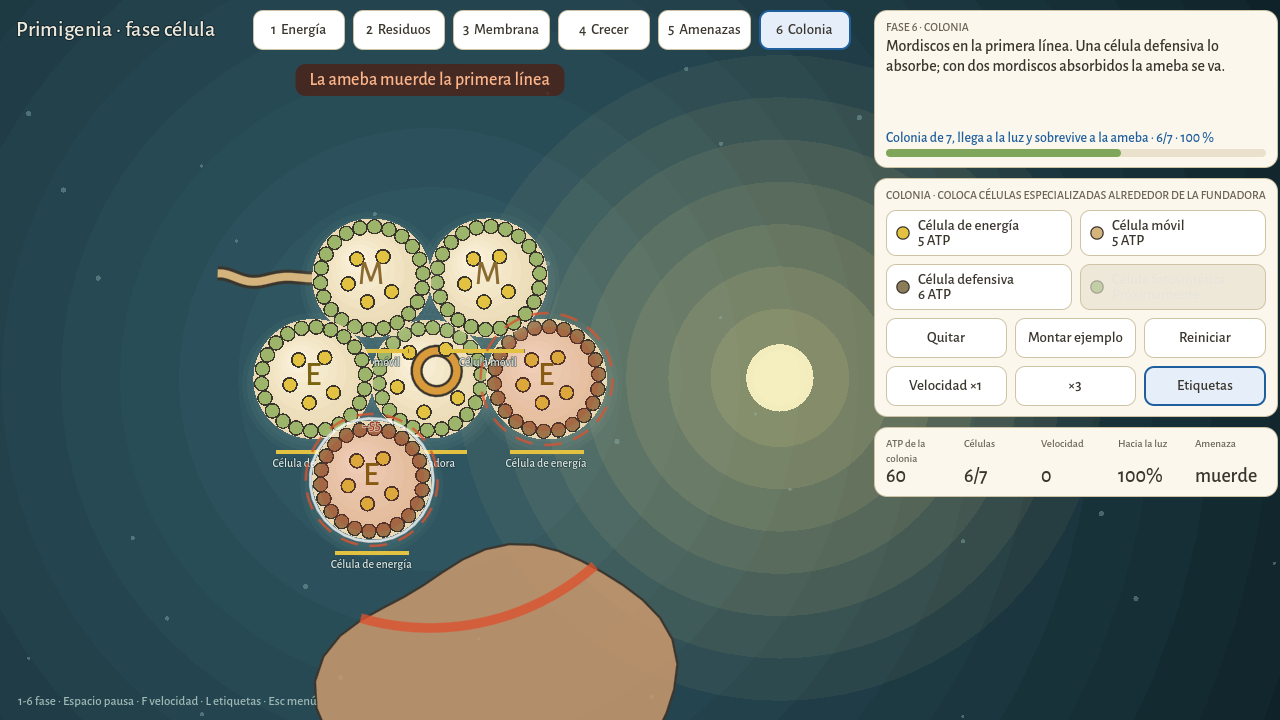 Primigenia · fase célula
1 Energía
2 Residuos
3 Membrana
4 Crecer
5 Amenazas
6 Colonia
La ameba muerde la primera línea
FASE 6 · COLONIA
Mordiscos en la primera línea. Una célula defensiva lo
absorbe; con dos mordiscos absorbidos la ameba se va.
Colonia de 7, llega a la luz y sobrevive a la ameba · 6/7 · 100 %
COLONIA · COLOCA CÉLULAS ESPECIALIZADAS ALREDEDOR DE LA FUNDADORA
Célula de energía
5 ATP
Célula móvil
5 ATP
Célula defensiva
6 ATP
Quitar
Montar ejemplo
Reiniciar
Velocidad ×1
×3
Etiquetas
ATP de la
colonia
60
Células
6/7
Velocidad
0
Hacia la luz
100%
Amenaza
muerde
M
M
móvil
Célula móvil
E
E
Célula d
dora
Célula de energía
E
Célula de energía
1-6 fase · Espacio pausa · F velocidad · L etiquetas · Esc menú